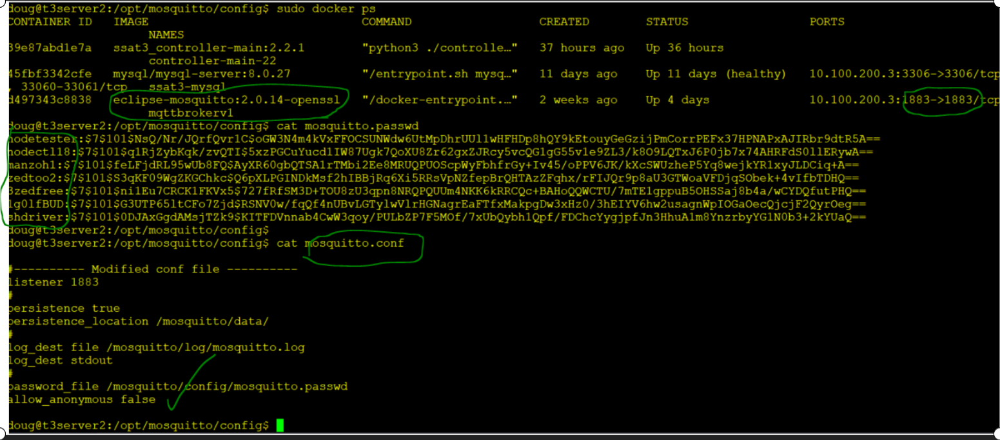 doug@t3server2:/opt/mosquitto/config$ sudo docker ps
CONTAINER ID   IMAGE   COMMAND   CREATED   STATUS   PORTS
NAMES
39e87abd1e7a   ssat3_controller-main:2.2.1   "python3 ./controlle…"   37 hours ago   Up 36 hours
controller-main-22
45fbf3342cfe   mysql/mysql-server:8.0.27   "/entrypoint.sh mysq…"   11 days ago   Up 11 days (healthy)   10.100.200.3:3306->3306/tcp
, 33060-33061/tcp   ssat3-mysql
d497343c8838   eclipse-mosquitto:2.0.14-openssl   "/docker-entrypoint.…"   2 weeks ago   Up 4 days   10.100.200.3:1883->1883/tcp
mqttbrokerv1
doug@t3server2:/opt/mosquitto/config$ cat mosquitto.passwd
nodetester:$7$101$NsQ/Nr/JQrfQvr1C$oGW3N4m4kVxFFOCSUNWdw6UtMpDhrUUl1wHFHDp8hQY9kEtouyGeGzijPmCorrPEFx37HPNAPxAJIRbr9dtR5A==
nodectl18:$7$101$q1RjZybKqk/zvQTI$5xzPGCuYucd1IW87Ugk7QoXU8Zr62gxZJRcy5vcQG1gG55v1e9ZL3/k8O9LQTxJ6P0jb7x74AHRFdS0llERywA==
manzoh1:$7$101$feLFjdRL95wUb8FQ$AyXR60gbQTSA1rTMbi2Ee8MRUQPUOScpWyFbhfrGy+Iv45/oPPV6JK/kXcSWUzheP5Yq8wejkYR1xyJLDCiq+A==
zedtoo2:$7$101$S3qKF09WgZKGChkc$Q6pXLPGINDkMsf2hIBBjRq6Xi5RRsVpNZfepBrQHTAzZFqhx/rFIJQr9p8aU3GTWoaVFDjqSObek+4vIfbTDHQ==
3zedfree:$7$101$nilEu7CRCK1FKVx5$727fRfSM3D+TOU8zU3qpn8NRQPQUUm4NKK6kRRCQc+BAHoQQWCTU/7mTE1gppuB5OHSSaj8b4a/wCYDQfutPHQ==
lg0lfBUD:$7$101$G3UTP65ltCFo7Zjd$RSNV0w/fqQf4nUBvLGTylwVlrHGNagrEaFTfxMakpgDw3xHz0/3hEIYV6hw2usagnWpIOGaOecQjcjF2QyrOeg==
shdriver:$7$101$0DJAxGgdAMsjTZk9$KITFDVnnab4CwW3qoy/PULbZP7F5MOf/7xUbQybh1Qpf/FDChcYygjpfJn3HhuA1m8YnzrbyYG1N0b3+2kYUaQ==
doug@t3server2:/opt/mosquitto/config$
doug@t3server2:/opt/mosquitto/config$ cat mosquitto.conf
#---------- Modified conf file ----------
listener 1883
#
persistence true
persistence_location /mosquitto/data/
#
log_dest file /mosquitto/log/mosquitto.log
log_dest stdout
#
password_file /mosquitto/config/mosquitto.passwd
allow_anonymous false
doug@t3server2:/opt/mosquitto/config$